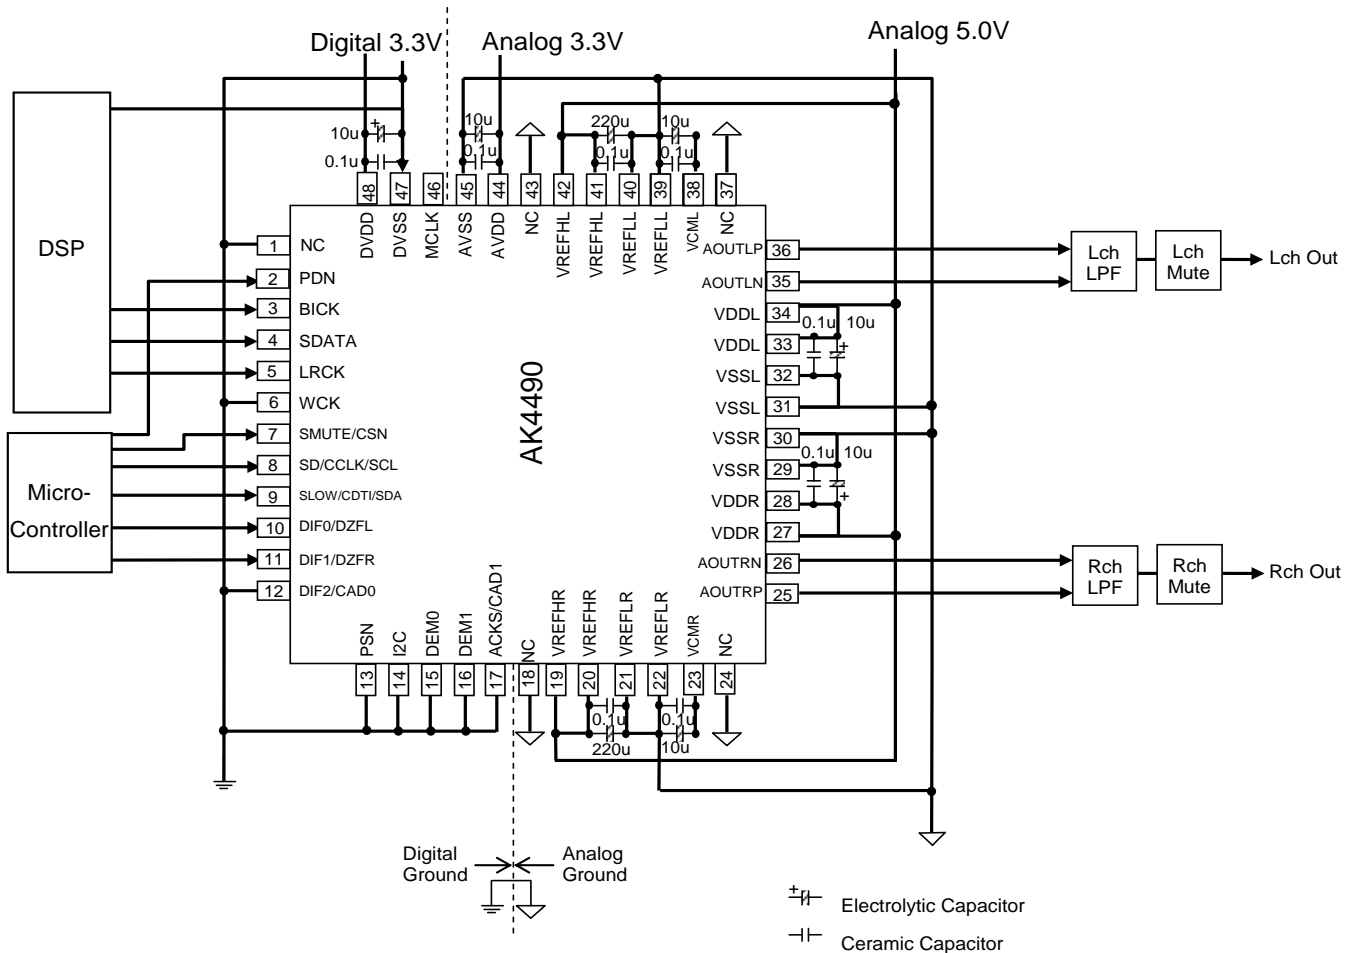 Digital 3.3V
Analog 3.3V
Analog 5.0V
10u
0.1u
10u
0.1u
220u
0.1u
10u
0.1u
48
47
46
45
44
43
42
41
40
39
38
37
DVDD
DVSS
MCLK
AVSS
AVDD
NC
VREFHL
VREFHL
VREFLL
VREFLL
VCML
NC
DSP
Micro-
Controller
1 NC
2 PDN
3 BICK
4 SDATA
5 LRCK
6 WCK
7 SMUTE/CSN
8 SD/CCLK/SCL
9 SLOW/CDTI/SDA
10 DIF0/DZFL
11 DIF1/DZFR
12 DIF2/CAD0
AK4490
AOUTLP 36
AOUTLN 35
VDDL 34
VDDL 33
VSSL 32
VSSL 31
VSSR 30
VSSR 29
VDDR 28
VDDR 27
AOUTRN 26
AOUTRP 25
0.1u 10u
0.1u 10u
Lch
LPF
Lch
Mute
Lch Out
Rch
LPF
Rch
Mute
Rch Out
PSN
I2C
DEM0
DEM1
ACKS/CAD1
NC
VREFHR
VREFHR
VREFLR
VREFLR
VCMR
NC
13
14
15
16
17
18
19
20
21
22
23
24
0.1u
220u
0.1u
10u
Digital
Ground
Analog
Ground
Electrolytic Capacitor
Ceramic Capacitor